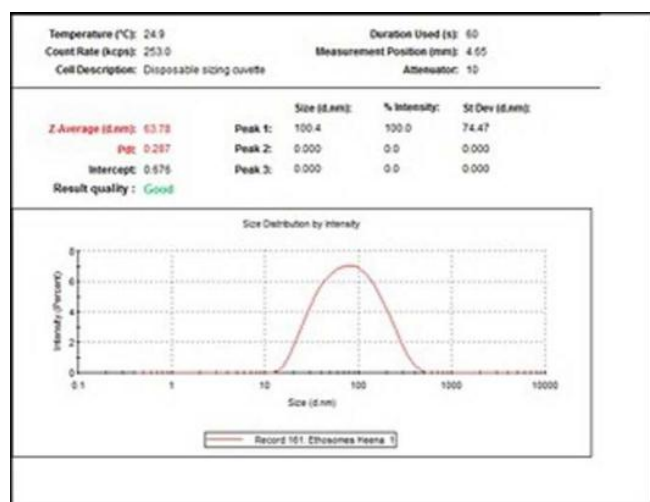 Temperature (°C): 24.9 Duration Used (s): 60
Count Rate (kcps): 253.0 Measurement Position (mm): 4.65
Cell Description: Disposable sizing cuvette Attenuator: 10
Size (d.nm): % Intensity: St Dev (d.nm):
Z-Average (d.nm): 63.78 Peak 1: 100.4 100.0 74.47
PdI: 0.287 Peak 2: 0.000 0.0 0.000
Intercept: 0.676 Peak 3: 0.000 0.0 0.000
Result quality : Good
Size Distribution by Intensity
Intensity (Percent)
8
6
4
2
0
0.1 1 10 100 1000 10000
Size (d.nm)
Record 161: Ethosomes Heena 1